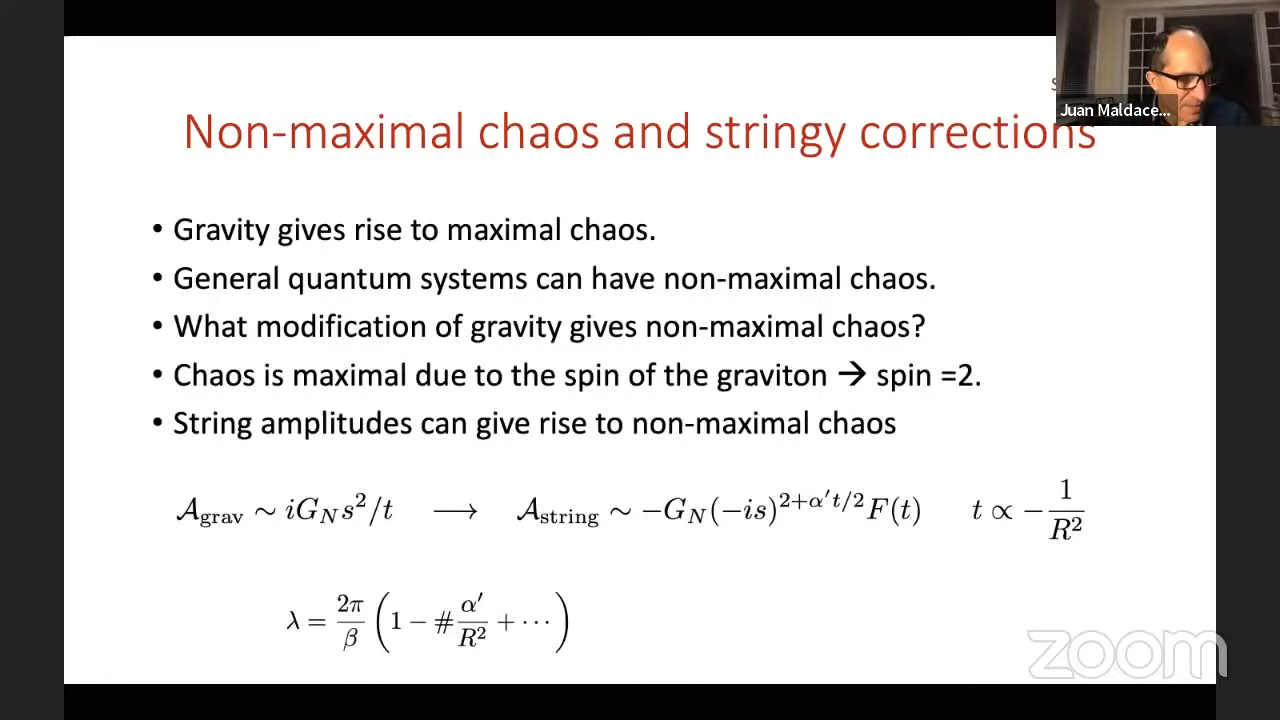 Non-maximal chaos and stringy corrections
Juan Maldace...
• Gravity gives rise to maximal chaos.
• General quantum systems can have non-maximal chaos.
• What modification of gravity gives non-maximal chaos?
• Chaos is maximal due to the spin of the graviton → spin =2.
• String amplitudes can give rise to non-maximal chaos
𝒜_grav ∼ iG_N s²/t ⟶ 𝒜_string ∼ −G_N(−is)^{2+α′t/2}F(t) t ∝ −1/R²
λ = 2π/β (1 − # α′/R² + ⋯)
zoom